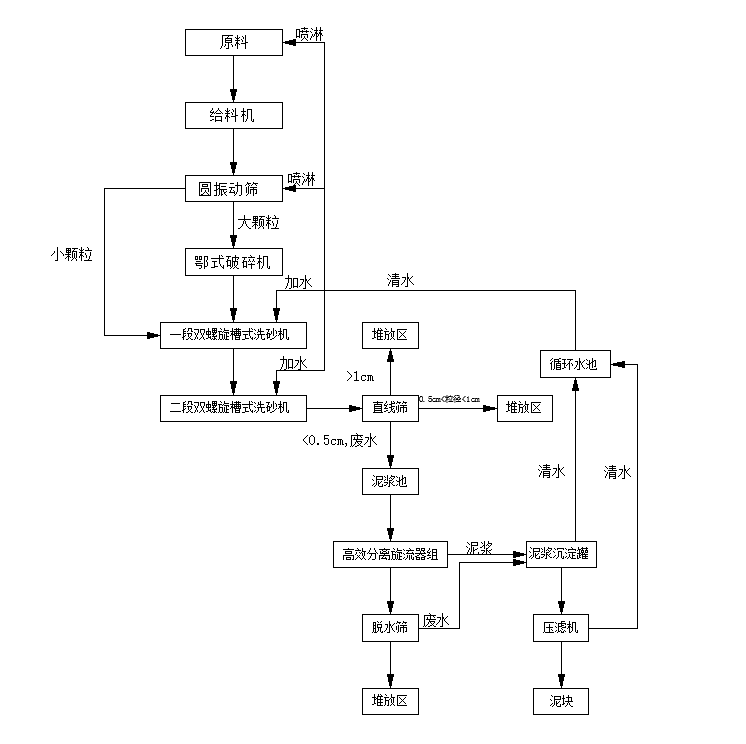 喷淋
原料
给料机
喷淋
圆振动筛
大颗粒
小颗粒
鄂式破碎机
加水
清水
一段双螺旋槽式洗砂机
堆放区
循环水池
加水
>1cm
二段双螺旋槽式洗砂机
直线筛
0.5cm<粒径<1cm
堆放区
<0.5cm,废水
泥浆池
清水
清水
高效分离旋流器组
泥浆
泥浆沉淀罐
脱水筛
废水
压滤机
堆放区
泥块